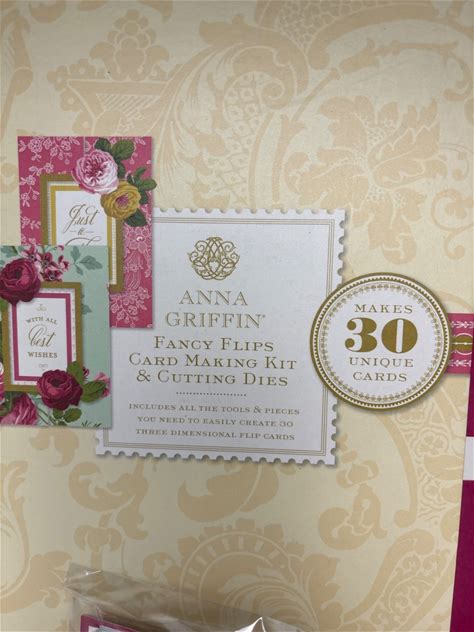 Just
WITH ALL
best
WISHES
ANNA
GRIFFIN®
FANCY FLIPS
CARD MAKING KIT
& CUTTING DIES
INCLUDES ALL THE TOOLS & PIECES
YOU NEED TO EASILY CREATE 30
THREE DIMENSIONAL FLIP CARDS
MAKES
30
UNIQUE
CARDS